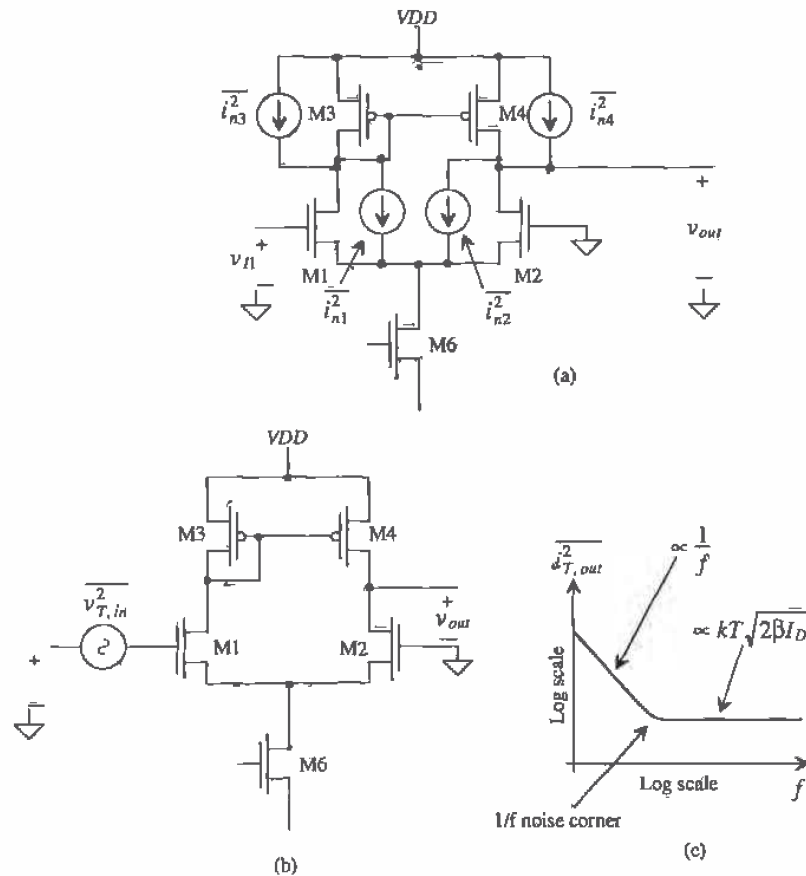 VDD
i²n3
M3
M4
i²n4
+
vI1
−
M1
M2
i²n1
i²n2
+
vout
−
M6
(a)
VDD
M3
M4
v²T, in
+
−
M1
M2
+
vout
−
M6
(b)
i²T, out
∝ 1/f
∝ kT√2βID
Log scale
Log scale
f
1/f noise corner
(c)